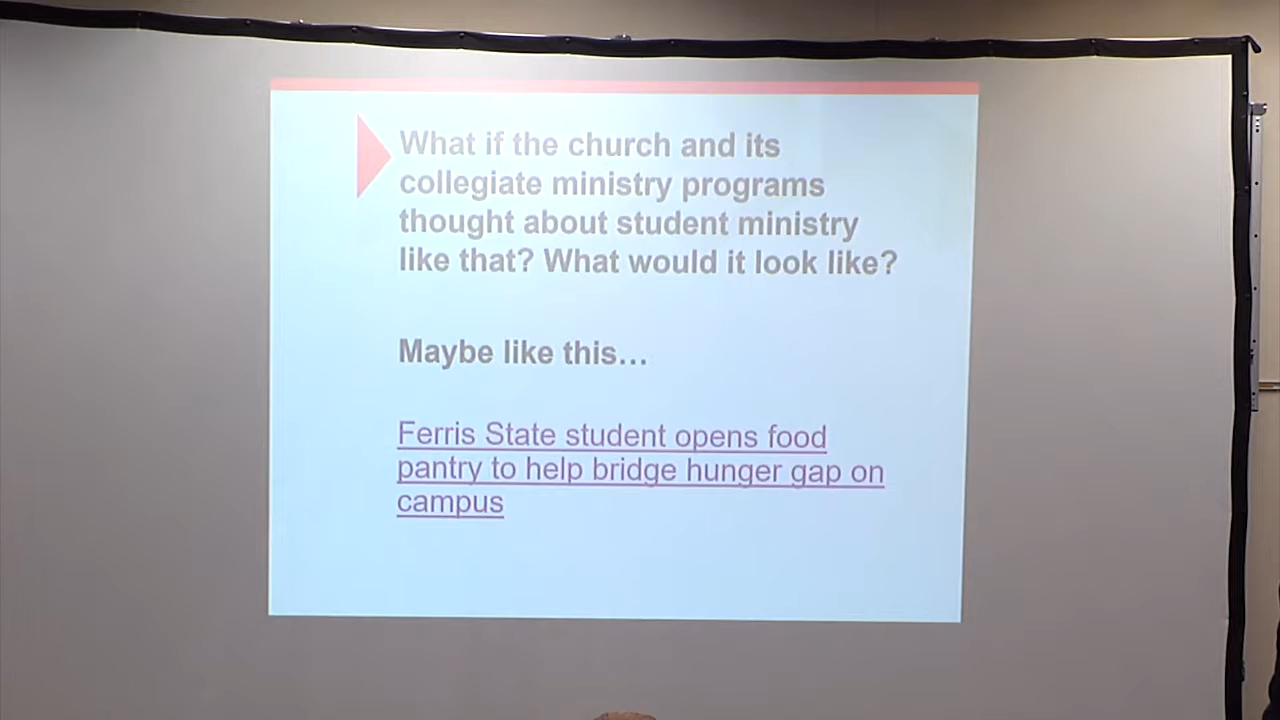 What if the church and its
collegiate ministry programs
thought about student ministry
like that? What would it look like?
Maybe like this…
Ferris State student opens food
pantry to help bridge hunger gap on
campus